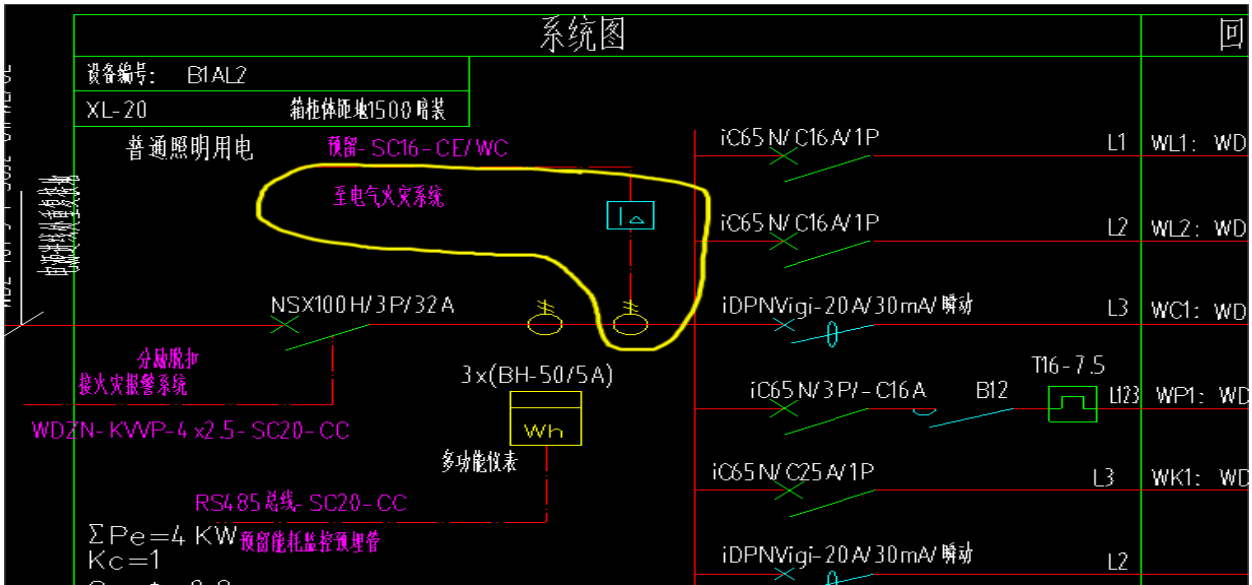 系统图
回
设备编号: B1AL2
XL-20 箱柜体距地1500暗装
普通照明用电
预留-SC16-CE/WC
至电气火灾系统
I△
NSX100H/3P/32A
分励脱扣
接火灾报警系统
WDZN-KVVP-4x2.5-SC20-CC
3x(BH-50/5A)
Wh
多功能仪表
RS485总线-SC20-CC
预留能耗监控预埋管
ΣPe=4 KW
Kc=1
iC65N/C16A/1P L1 WL1: WD
iC65N/C16A/1P L2 WL2: WD
iDPNVigi-20A/30mA/瞬动 L3 WC1: WD
iC65N/3P/-C16A B12 T16-7.5 L123 WP1: WD
iC65N/C25A/1P L3 WK1: WD
iDPNVigi-20A/30mA/瞬动 L2